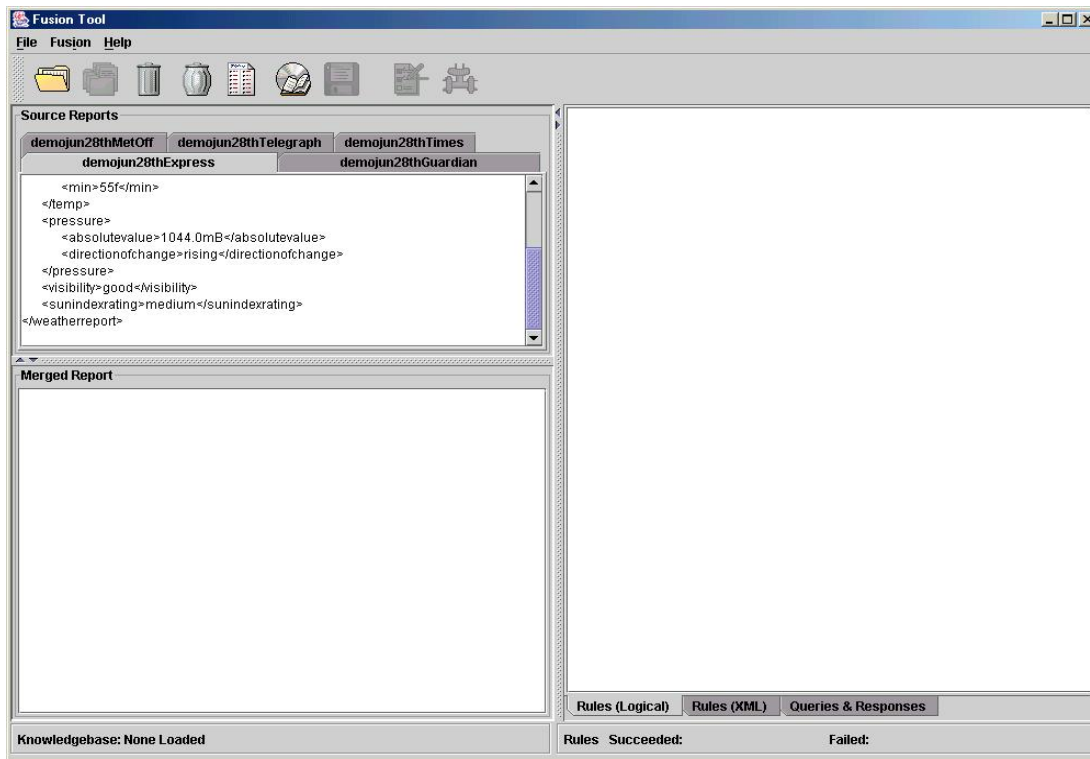 Fusion Tool
File Fusion Help
Source Reports
demojun28thMetOff demojun28thTelegraph demojun28thTimes
demojun28thExpress demojun28thGuardian
<min>55f</min>
</temp>
<pressure>
<absolutevalue>1044.0mB</absolutevalue>
<directionofchange>rising</directionofchange>
</pressure>
<visibility>good</visibility>
<sunindexrating>medium</sunindexrating>
</weatherreport>
Merged Report
Rules (Logical) Rules (XML) Queries & Responses
Knowledgebase: None Loaded
Rules Succeeded: Failed: